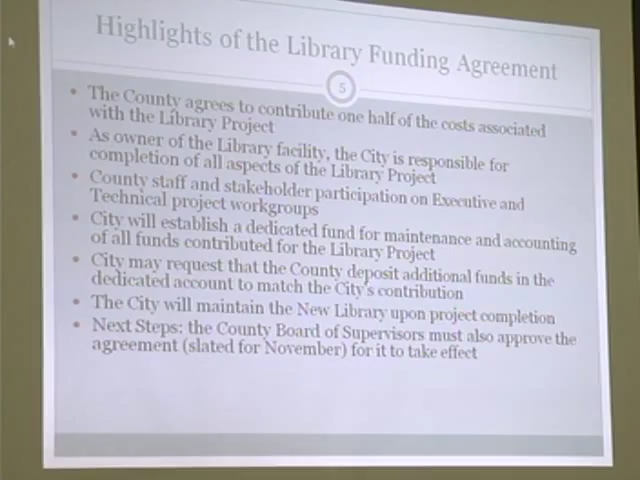 Highlights of the Library Funding Agreement
5
• The County agrees to contribute one half of the costs associated
with the Library Project
• As owner of the Library facility, the City is responsible for
completion of all aspects of the Library Project
• County staff and stakeholder participation on Executive and
Technical project workgroups
• City will establish a dedicated fund for maintenance and accounting
of all funds contributed for the Library Project
• City may request that the County deposit additional funds in the
dedicated account to match the City's contribution
• The City will maintain the New Library upon project completion
• Next Steps: the County Board of Supervisors must also approve the
agreement (slated for November) for it to take effect